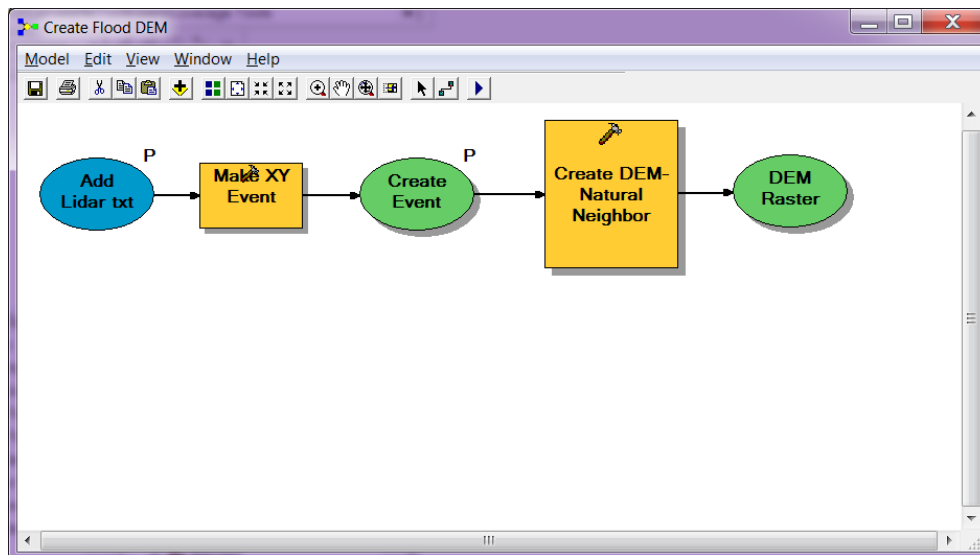 Create Flood DEM
Model Edit View Window Help
P
P
Add
Lidar txt
Make XY
Event
Create
Event
Create DEM-
Natural
Neighbor
DEM
Raster